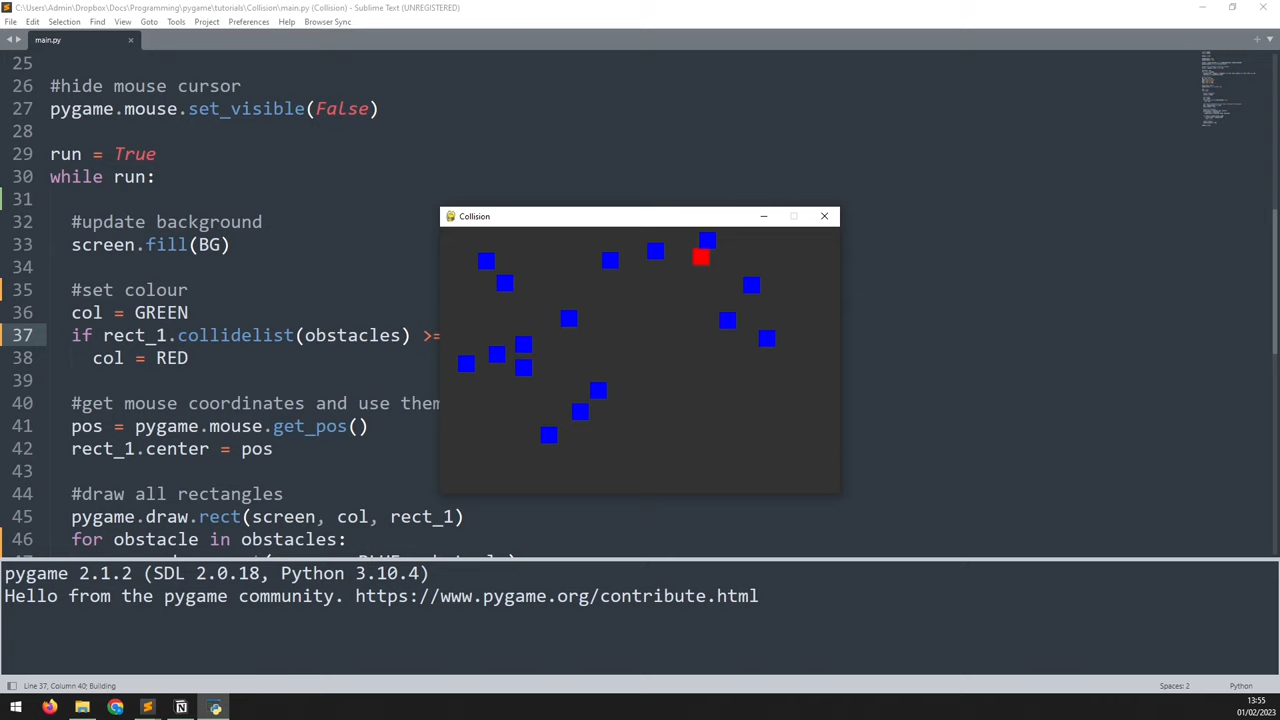 C:\Users\Admin\Dropbox\Docs\Programming\pygame\tutorials\Collision\main.py (Collision) - Sublime Text (UNREGISTERED)
File Edit Selection Find View Goto Tools Project Preferences Help Browser Sync
main.py
25
26 #hide mouse cursor
27 pygame.mouse.set_visible(False)
28
29 run = True
30 while run:
31
32 #update background
33 screen.fill(BG)
34
35 #set colour
36 col = GREEN
37 if rect_1.collidelist(obstacles) >=
38 col = RED
39
40 #get mouse coordinates and use them
41 pos = pygame.mouse.get_pos()
42 rect_1.center = pos
43
44 #draw all rectangles
45 pygame.draw.rect(screen, col, rect_1)
46 for obstacle in obstacles:
Collision
pygame 2.1.2 (SDL 2.0.18, Python 3.10.4)
Hello from the pygame community. https://www.pygame.org/contribute.html
Line 37, Column 40; Building
Spaces: 2
Python
13:55
01/02/2023